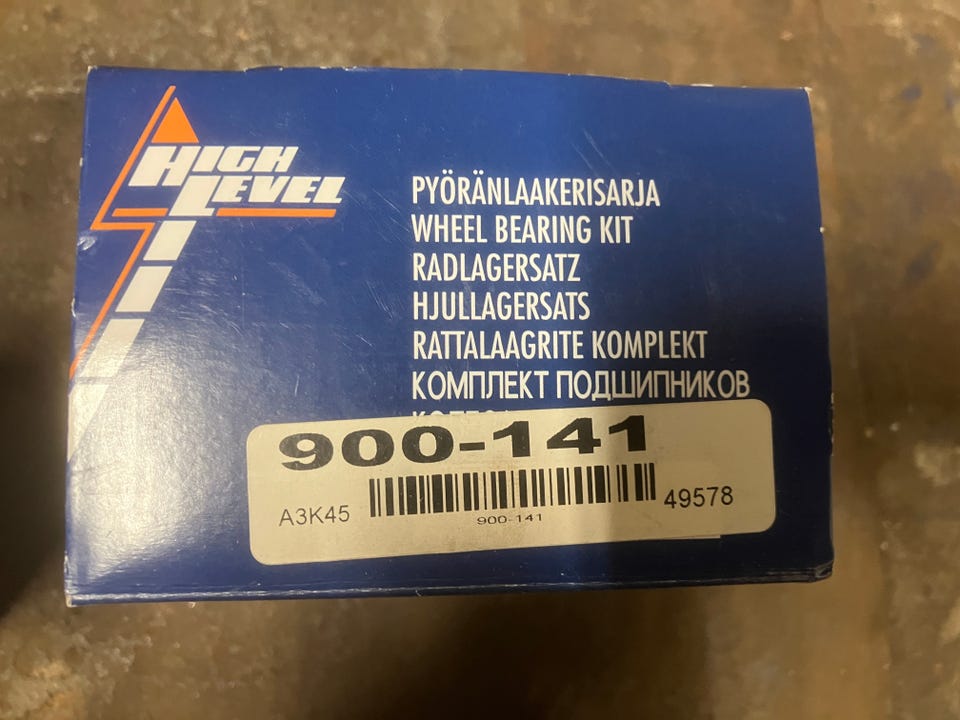 HIGH
LEVEL
PYÖRÄNLAAKERISARJA
WHEEL BEARING KIT
RADLAGERSATZ
HJULLAGERSATS
RATTALAAGRITE KOMPLEKT
КОМПЛЕКТ ПОДШИПНИКОВ
900-141
A3K45
49578
900-141